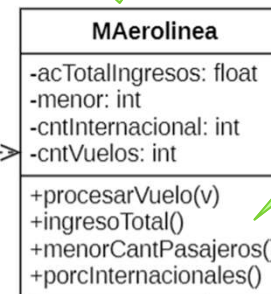 MAerolinea
-acTotalIngresos: float
-menor: int
-cntInternacional: int
-cntVuelos: int
+procesarVuelo(v)
+ingresoTotal()
+menorCantPasajeros()
+porcInternacionales()